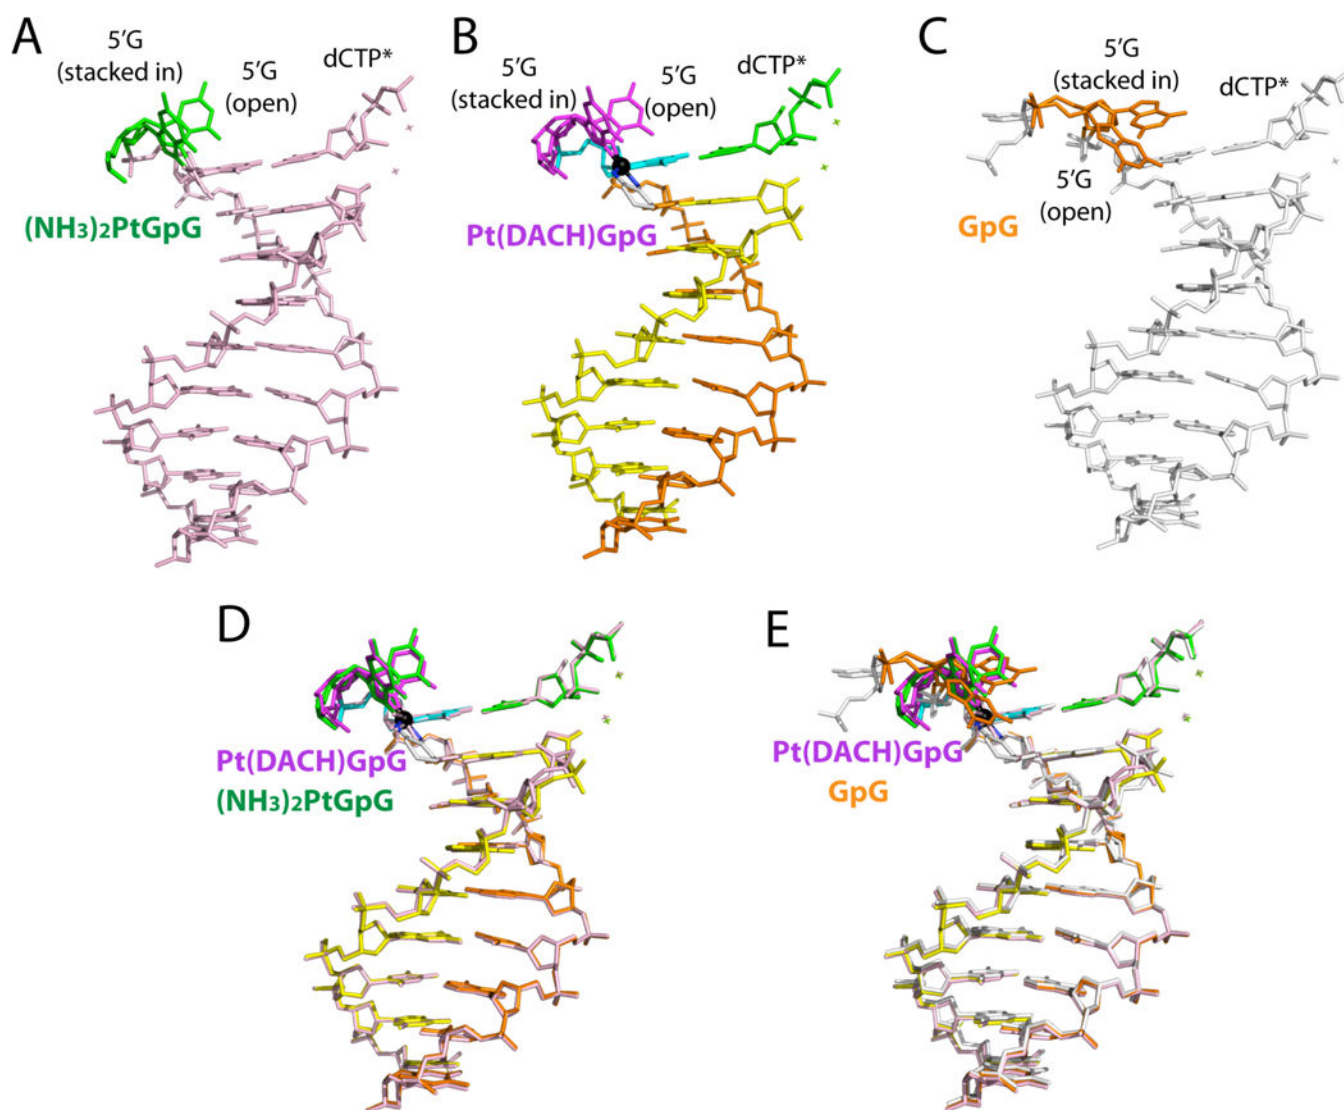 A
5'G
(stacked in)
5'G
(open)
dCTP*
(NH3)2PtGpG
B
5'G
(stacked in)
5'G
(open)
dCTP*
Pt(DACH)GpG
C
5'G
(stacked in)
dCTP*
5'G
(open)
GpG
D
Pt(DACH)GpG
(NH3)2PtGpG
E
Pt(DACH)GpG
GpG